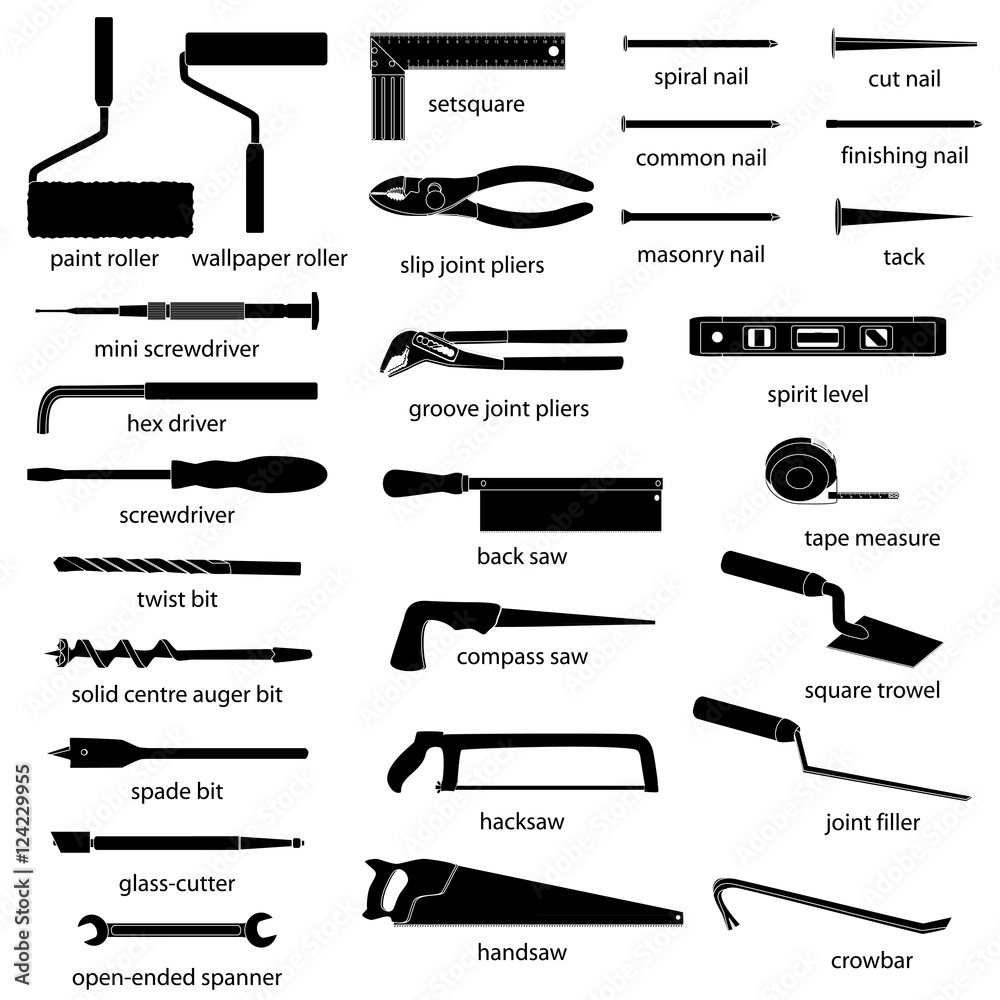 setsquare
spiral nail
cut nail
common nail
finishing nail
paint roller
wallpaper roller
slip joint pliers
masonry nail
tack
mini screwdriver
groove joint pliers
spirit level
hex driver
screwdriver
back saw
tape measure
twist bit
compass saw
solid centre auger bit
square trowel
spade bit
hacksaw
joint filler
glass-cutter
handsaw
crowbar
open-ended spanner
Adobe Stock | #124229955
Adobe Stock